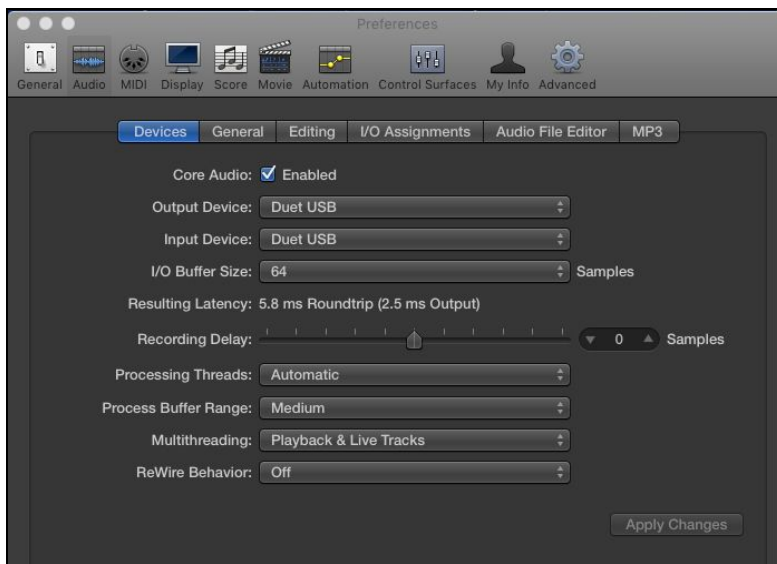 Preferences
General Audio MIDI Display Score Movie Automation Control Surfaces My Info Advanced
Devices General Editing I/O Assignments Audio File Editor MP3
Core Audio: Enabled
Output Device: Duet USB
Input Device: Duet USB
I/O Buffer Size: 64 Samples
Resulting Latency: 5.8 ms Roundtrip (2.5 ms Output)
Recording Delay: 0 Samples
Processing Threads: Automatic
Process Buffer Range: Medium
Multithreading: Playback & Live Tracks
ReWire Behavior: Off
Apply Changes